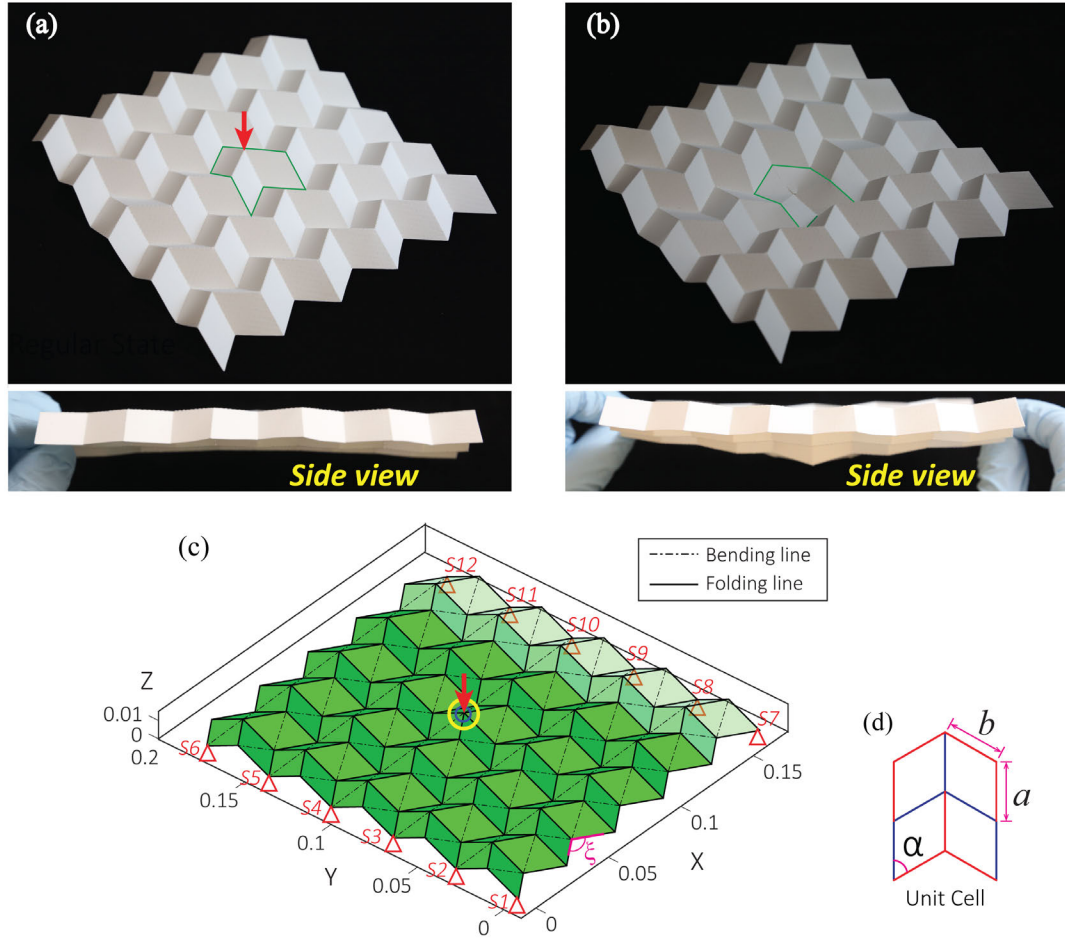 (a)
(b)
Regular State
Side view
Side view
(c)
Bending line
Folding line
S12
S11
S10
S9
S8
S7
Z
0.01
0
0.2
S6
S5
S4
S3
S2
S1
0.15
0.1
0.05
0
Y
0
0.05
0.1
0.15
X
ξ
(d)
b
a
α
Unit Cell